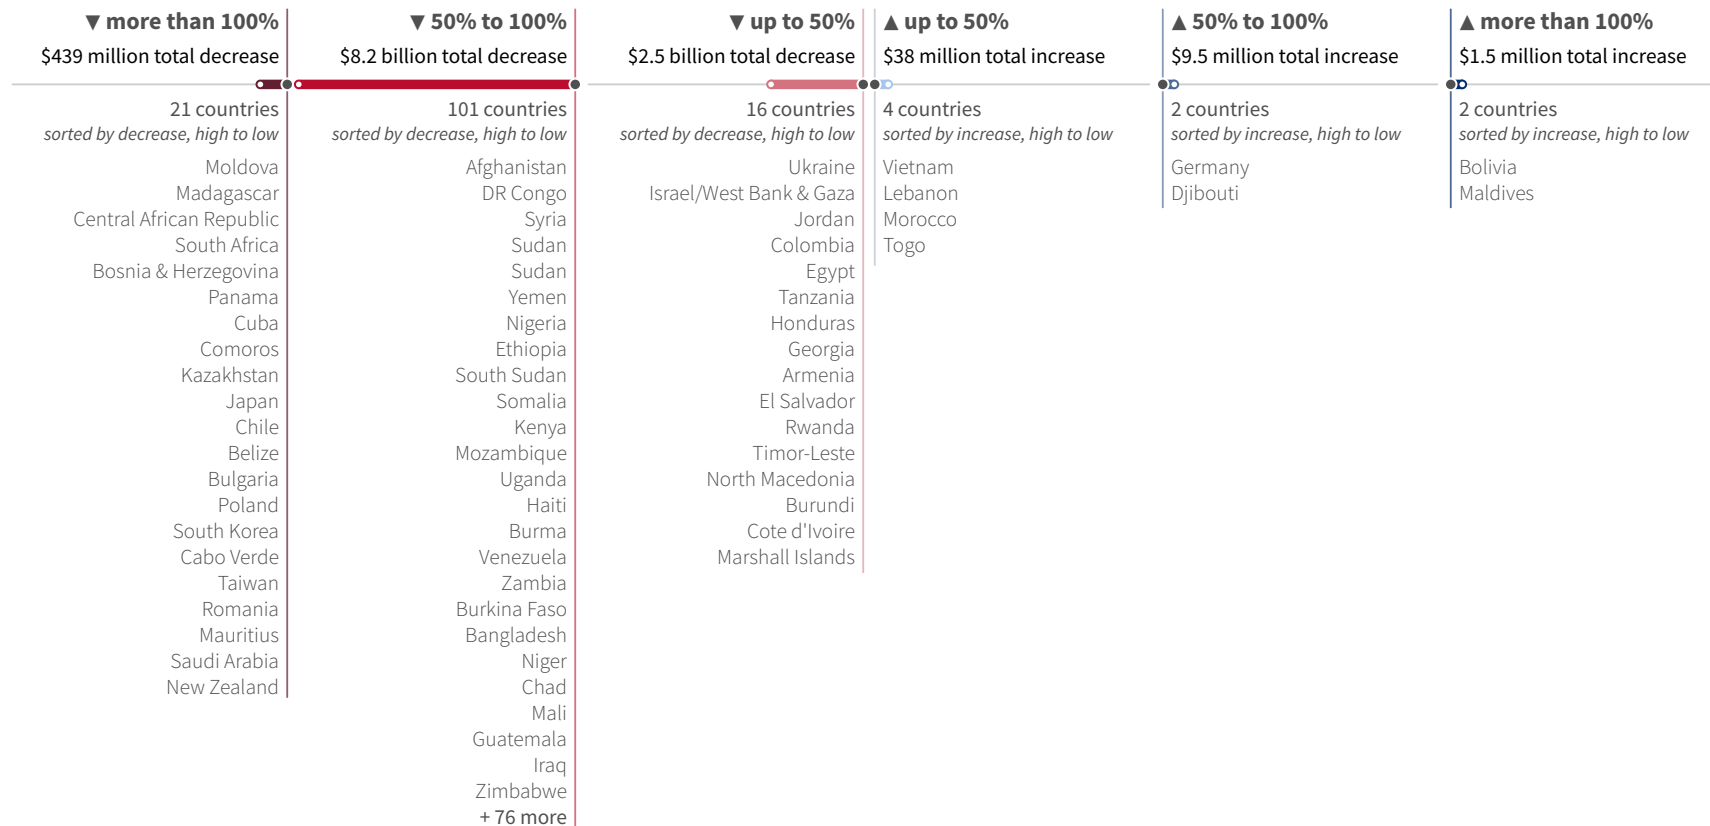 ▼ more than 100%
$439 million total decrease
21 countries
sorted by decrease, high to low
Moldova
Madagascar
Central African Republic
South Africa
Bosnia & Herzegovina
Panama
Cuba
Comoros
Kazakhstan
Japan
Chile
Belize
Bulgaria
Poland
South Korea
Cabo Verde
Taiwan
Romania
Mauritius
Saudi Arabia
New Zealand
▼ 50% to 100%
$8.2 billion total decrease
101 countries
sorted by decrease, high to low
Afghanistan
DR Congo
Syria
Sudan
Sudan
Yemen
Nigeria
Ethiopia
South Sudan
Somalia
Kenya
Mozambique
Uganda
Haiti
Burma
Venezuela
Zambia
Burkina Faso
Bangladesh
Niger
Chad
Mali
Guatemala
Iraq
Zimbabwe
+ 76 more
▼ up to 50%
$2.5 billion total decrease
16 countries
sorted by decrease, high to low
Ukraine
Israel/West Bank & Gaza
Jordan
Colombia
Egypt
Tanzania
Honduras
Georgia
Armenia
El Salvador
Rwanda
Timor-Leste
North Macedonia
Burundi
Cote d'Ivoire
Marshall Islands
▲ up to 50%
$38 million total increase
4 countries
sorted by increase, high to low
Vietnam
Lebanon
Morocco
Togo
▲ 50% to 100%
$9.5 million total increase
2 countries
sorted by increase, high to low
Germany
Djibouti
▲ more than 100%
$1.5 million total increase
2 countries
sorted by increase, high to low
Bolivia
Maldives